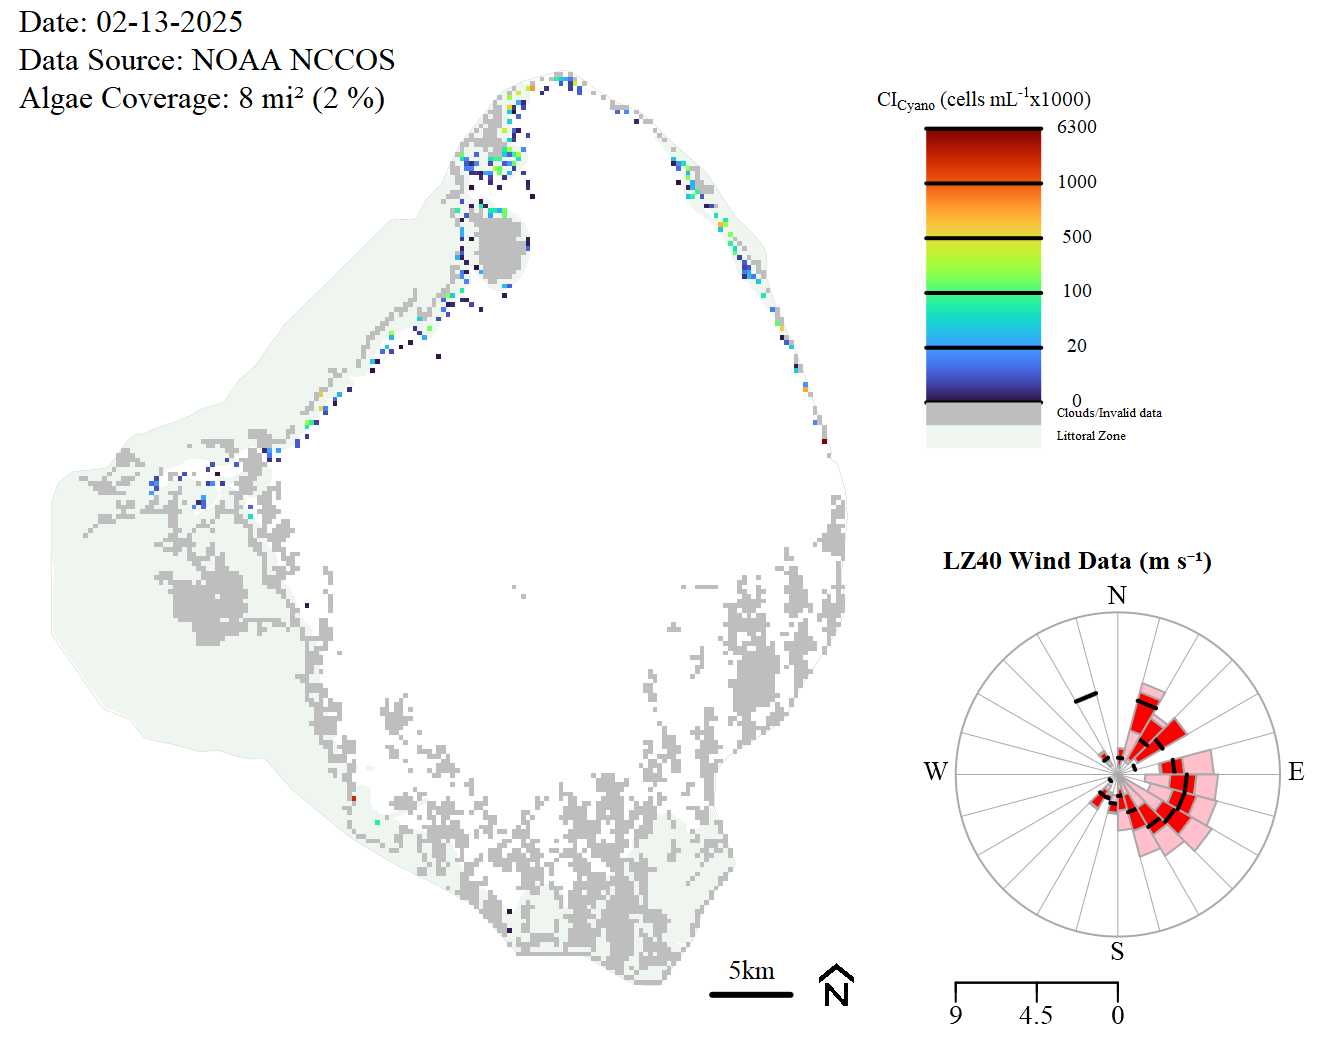 Date: 02-13-2025
Data Source: NOAA NCCOS
Algae Coverage: 8 mi² (2 %)
CICyano (cells mL-1x1000)
6300
1000
500
100
20
0
Clouds/Invalid data
Littoral Zone
LZ40 Wind Data (m s⁻¹)
N
W
E
S
5km
N
9 4.5 0